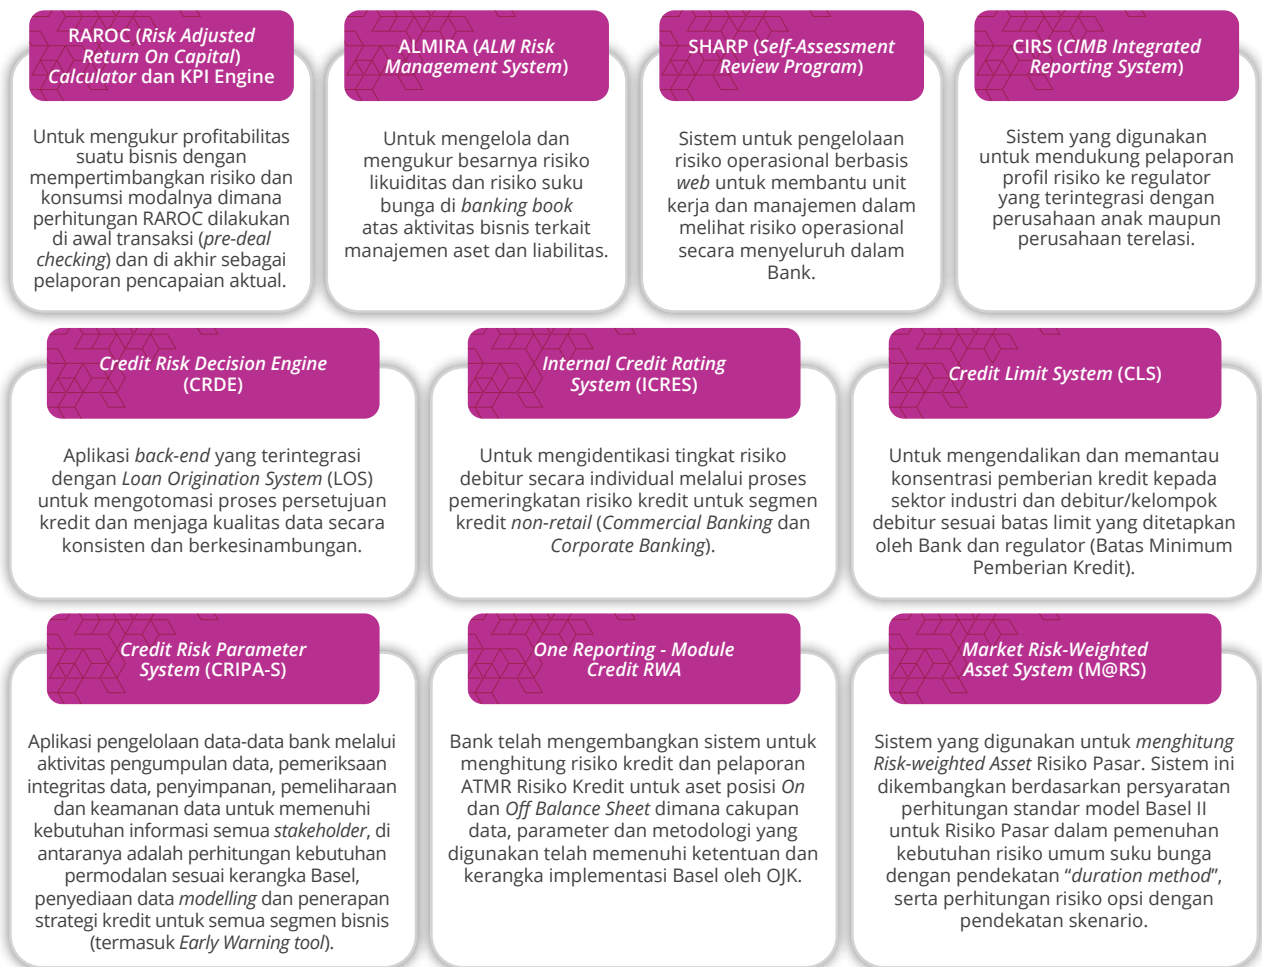 RAROC (Risk Adjusted
Return On Capital)
Calculator dan KPI Engine
Untuk mengukur profitabilitas
suatu bisnis dengan
mempertimbangkan risiko dan
konsumsi modalnya dimana
perhitungan RAROC dilakukan
di awal transaksi (pre-deal
checking) dan di akhir sebagai
pelaporan pencapaian aktual.
ALMIRA (ALM Risk
Management System)
Untuk mengelola dan
mengukur besarnya risiko
likuiditas dan risiko suku
bunga di banking book
atas aktivitas bisnis terkait
manajemen aset dan liabilitas.
SHARP (Self-Assessment
Review Program)
Sistem untuk pengelolaan
risiko operasional berbasis
web untuk membantu unit
kerja dan manajemen dalam
melihat risiko operasional
secara menyeluruh dalam
Bank.
CIRS (CIMB Integrated
Reporting System)
Sistem yang digunakan
untuk mendukung pelaporan
profil risiko ke regulator
yang terintegrasi dengan
perusahaan anak maupun
perusahaan terelasi.
Credit Risk Decision Engine
(CRDE)
Aplikasi back-end yang terintegrasi
dengan Loan Origination System (LOS)
untuk mengotomasi proses persetujuan
kredit dan menjaga kualitas data secara
konsisten dan berkesinambungan.
Internal Credit Rating
System (ICRES)
Untuk mengidentikasi tingkat risiko
debitur secara individual melalui proses
pemeringkatan risiko kredit untuk segmen
kredit non-retail (Commercial Banking dan
Corporate Banking).
Credit Limit System (CLS)
Untuk mengendalikan dan memantau
konsentrasi pemberian kredit kepada
sektor industri dan debitur/kelompok
debitur sesuai batas limit yang ditetapkan
oleh Bank dan regulator (Batas Minimum
Pemberian Kredit).
Credit Risk Parameter
System (CRIPA-S)
Aplikasi pengelolaan data-data bank melalui
aktivitas pengumpulan data, pemeriksaan
integritas data, penyimpanan, pemeliharaan
dan keamanan data untuk memenuhi
kebutuhan informasi semua stakeholder, di
antaranya adalah perhitungan kebutuhan
permodalan sesuai kerangka Basel,
penyediaan data modelling dan penerapan
strategi kredit untuk semua segmen bisnis
(termasuk Early Warning tool).
One Reporting - Module
Credit RWA
Bank telah mengembangkan sistem untuk
menghitung risiko kredit dan pelaporan
ATMR Risiko Kredit untuk aset posisi On
dan Off Balance Sheet dimana cakupan
data, parameter dan metodologi yang
digunakan telah memenuhi ketentuan dan
kerangka implementasi Basel oleh OJK.
Market Risk-Weighted
Asset System (M@RS)
Sistem yang digunakan untuk menghitung
Risk-weighted Asset Risiko Pasar. Sistem ini
dikembangkan berdasarkan persyaratan
perhitungan standar model Basel II
untuk Risiko Pasar dalam pemenuhan
kebutuhan risiko umum suku bunga
dengan pendekatan “duration method”,
serta perhitungan risiko opsi dengan
pendekatan skenario.